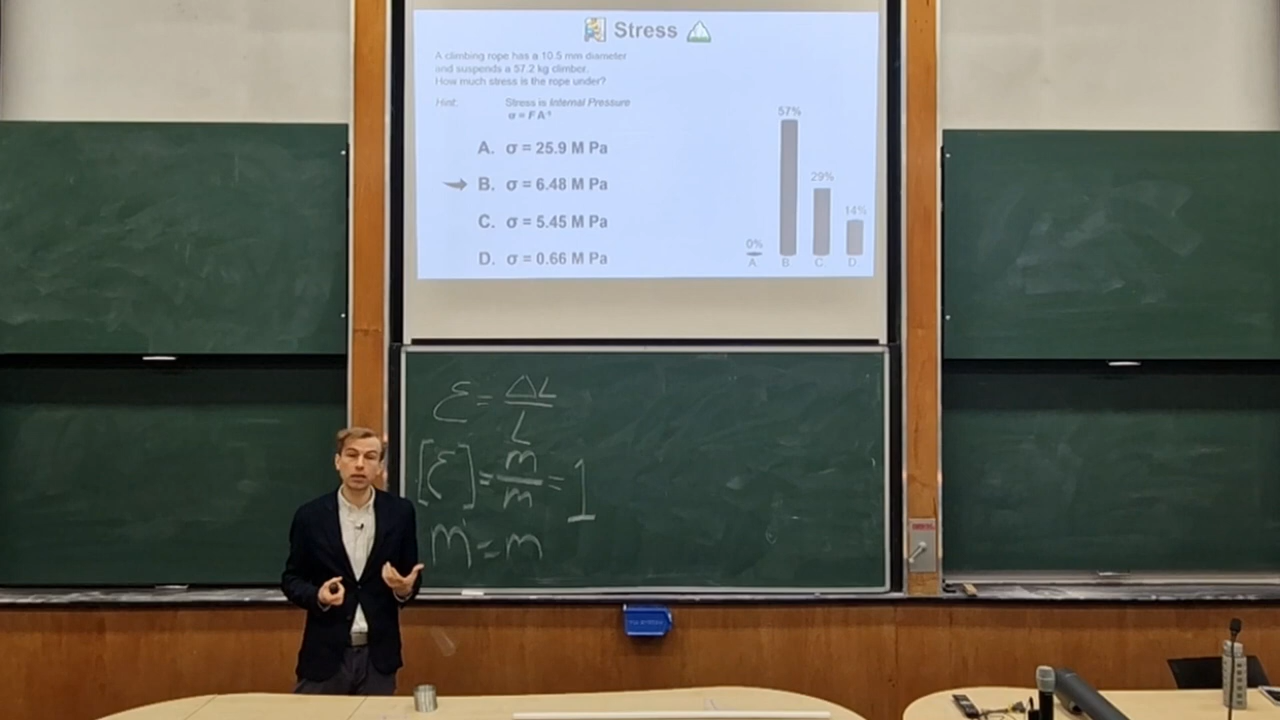 Stress
A climbing rope has a 10.5 mm diameter
and suspends a 57.2 kg climber.
How much stress is the rope under?
Hint: Stress is Internal Pressure
A. σ = 25.9 M Pa
B. σ = 6.48 M Pa
C. σ = 5.45 M Pa
D. σ = 0.66 M Pa
0% 57% 29% 14%
A. B. C. D.
ε = ΔL/L
[ε] = m/m = 1
m = m